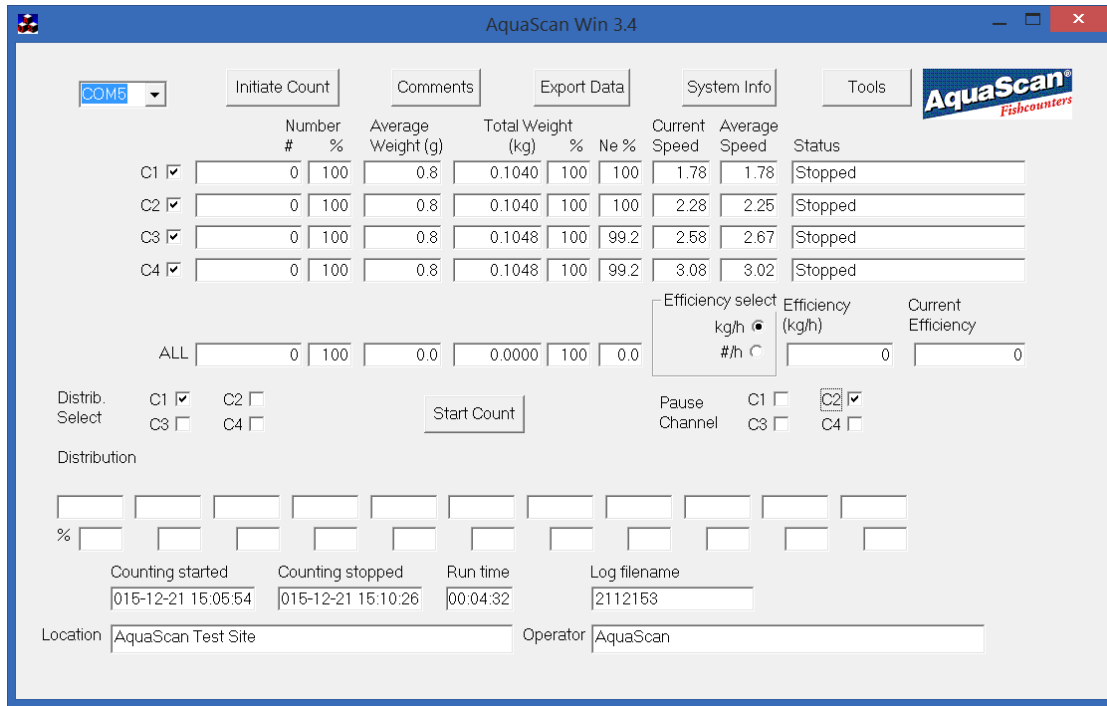 AquaScan Win 3.4
COM5 Initiate Count Comments Export Data System Info Tools AquaScan® Fishcounters
Number Average Total Weight Current Average
# % Weight (g) (kg) % Ne % Speed Speed Status
C1 0 100 0.8 0.1040 100 100 1.78 1.78 Stopped
C2 0 100 0.8 0.1040 100 100 2.28 2.25 Stopped
C3 0 100 0.8 0.1048 100 99.2 2.58 2.67 Stopped
C4 0 100 0.8 0.1048 100 99.2 3.08 3.02 Stopped
Efficiency select Efficiency Current
kg/h (kg/h) Efficiency
ALL 0 100 0.0 0.0000 100 0.0 #/h 0 0
Distrib. C1 C2 Start Count Pause C1 C2
Select C3 C4 Channel C3 C4
Distribution
%
Counting started Counting stopped Run time Log filename
015-12-21 15:05:54 015-12-21 15:10:26 00:04:32 2112153
Location AquaScan Test Site Operator AquaScan